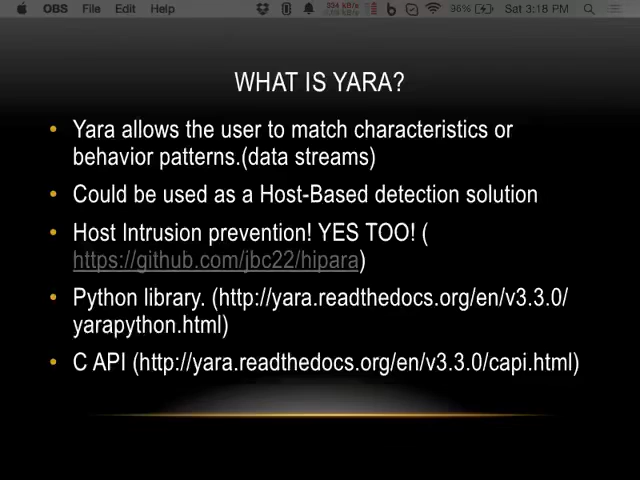 OBS File Edit Help 96% Sat 3:18 PM
WHAT IS YARA?
• Yara allows the user to match characteristics or
behavior patterns.(data streams)
• Could be used as a Host-Based detection solution
• Host Intrusion prevention! YES TOO! (
https://github.com/jbc22/hipara)
• Python library. (http://yara.readthedocs.org/en/v3.3.0/
yarapython.html)
• C API (http://yara.readthedocs.org/en/v3.3.0/capi.html)